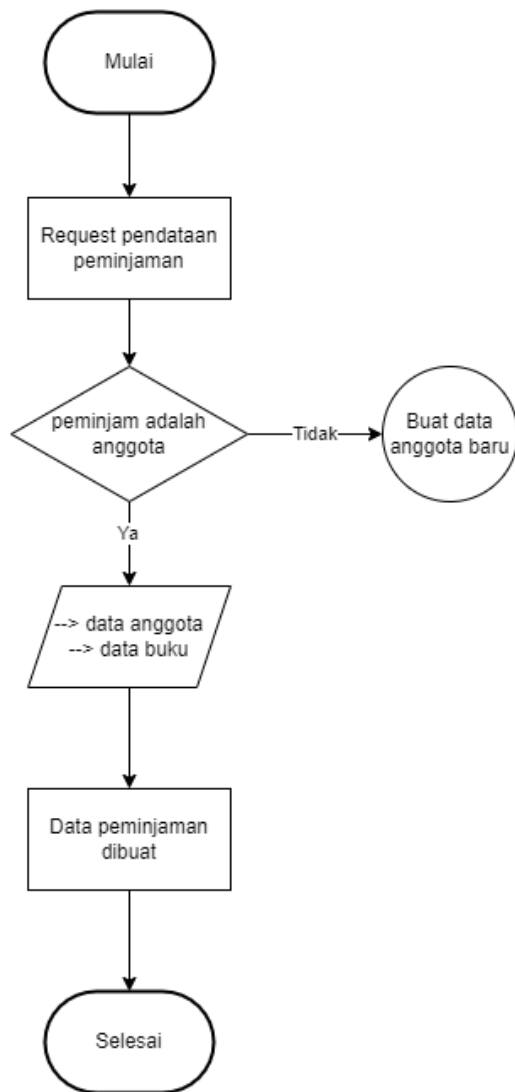 Mulai
Request pendataan
peminjaman
peminjam adalah
anggota
Tidak
Buat data
anggota baru
Ya
--> data anggota
--> data buku
Data peminjaman
dibuat
Selesai